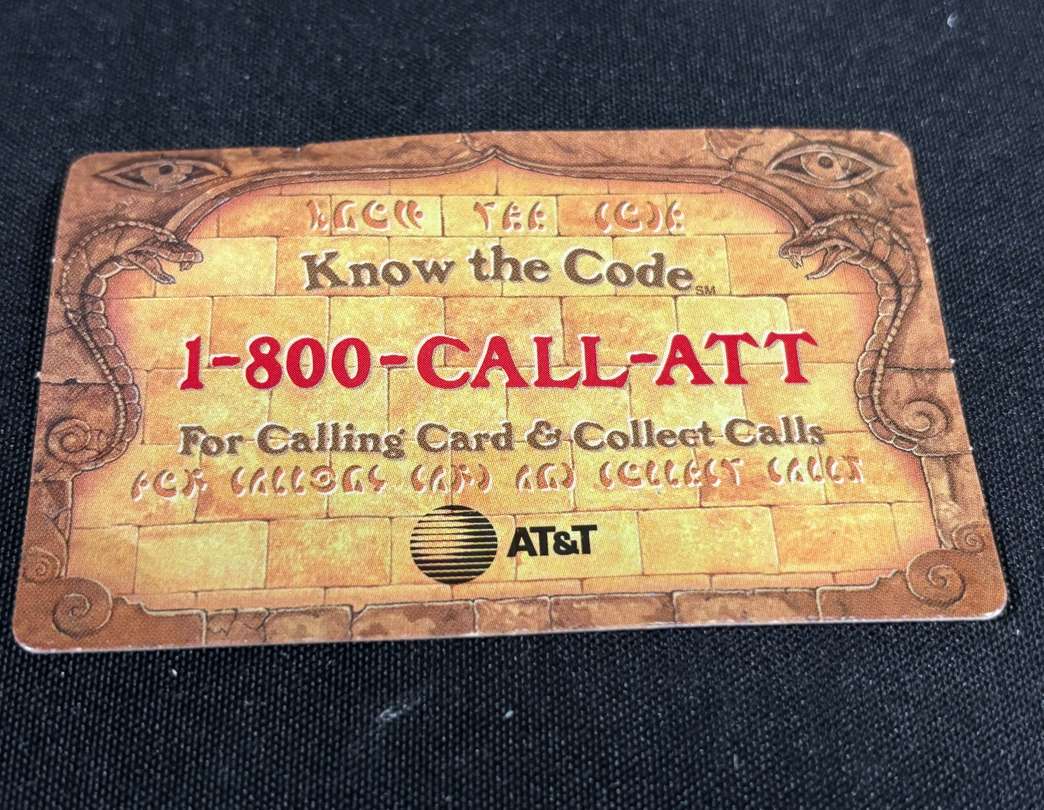 Know the Code SM
1-800-CALL-ATT
For Calling Card & Collect Calls
AT&T